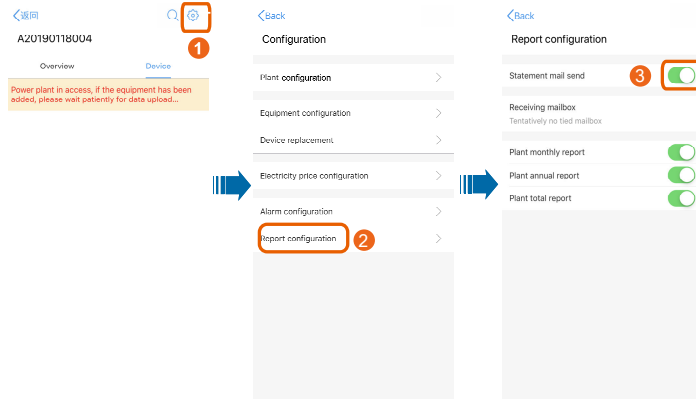 返回
1
A20190118004
Overview
Device
Power plant in access, if the equipment has been
added, please wait patiently for data upload...
Back
Configuration
Plant configuration
Equipment configuration
Device replacement
Electricity price configuration
Alarm configuration
Report configuration
2
Back
Report configuration
Statement mail send
3
Receiving mailbox
Tentatively no tied mailbox
Plant monthly report
Plant annual report
Plant total report